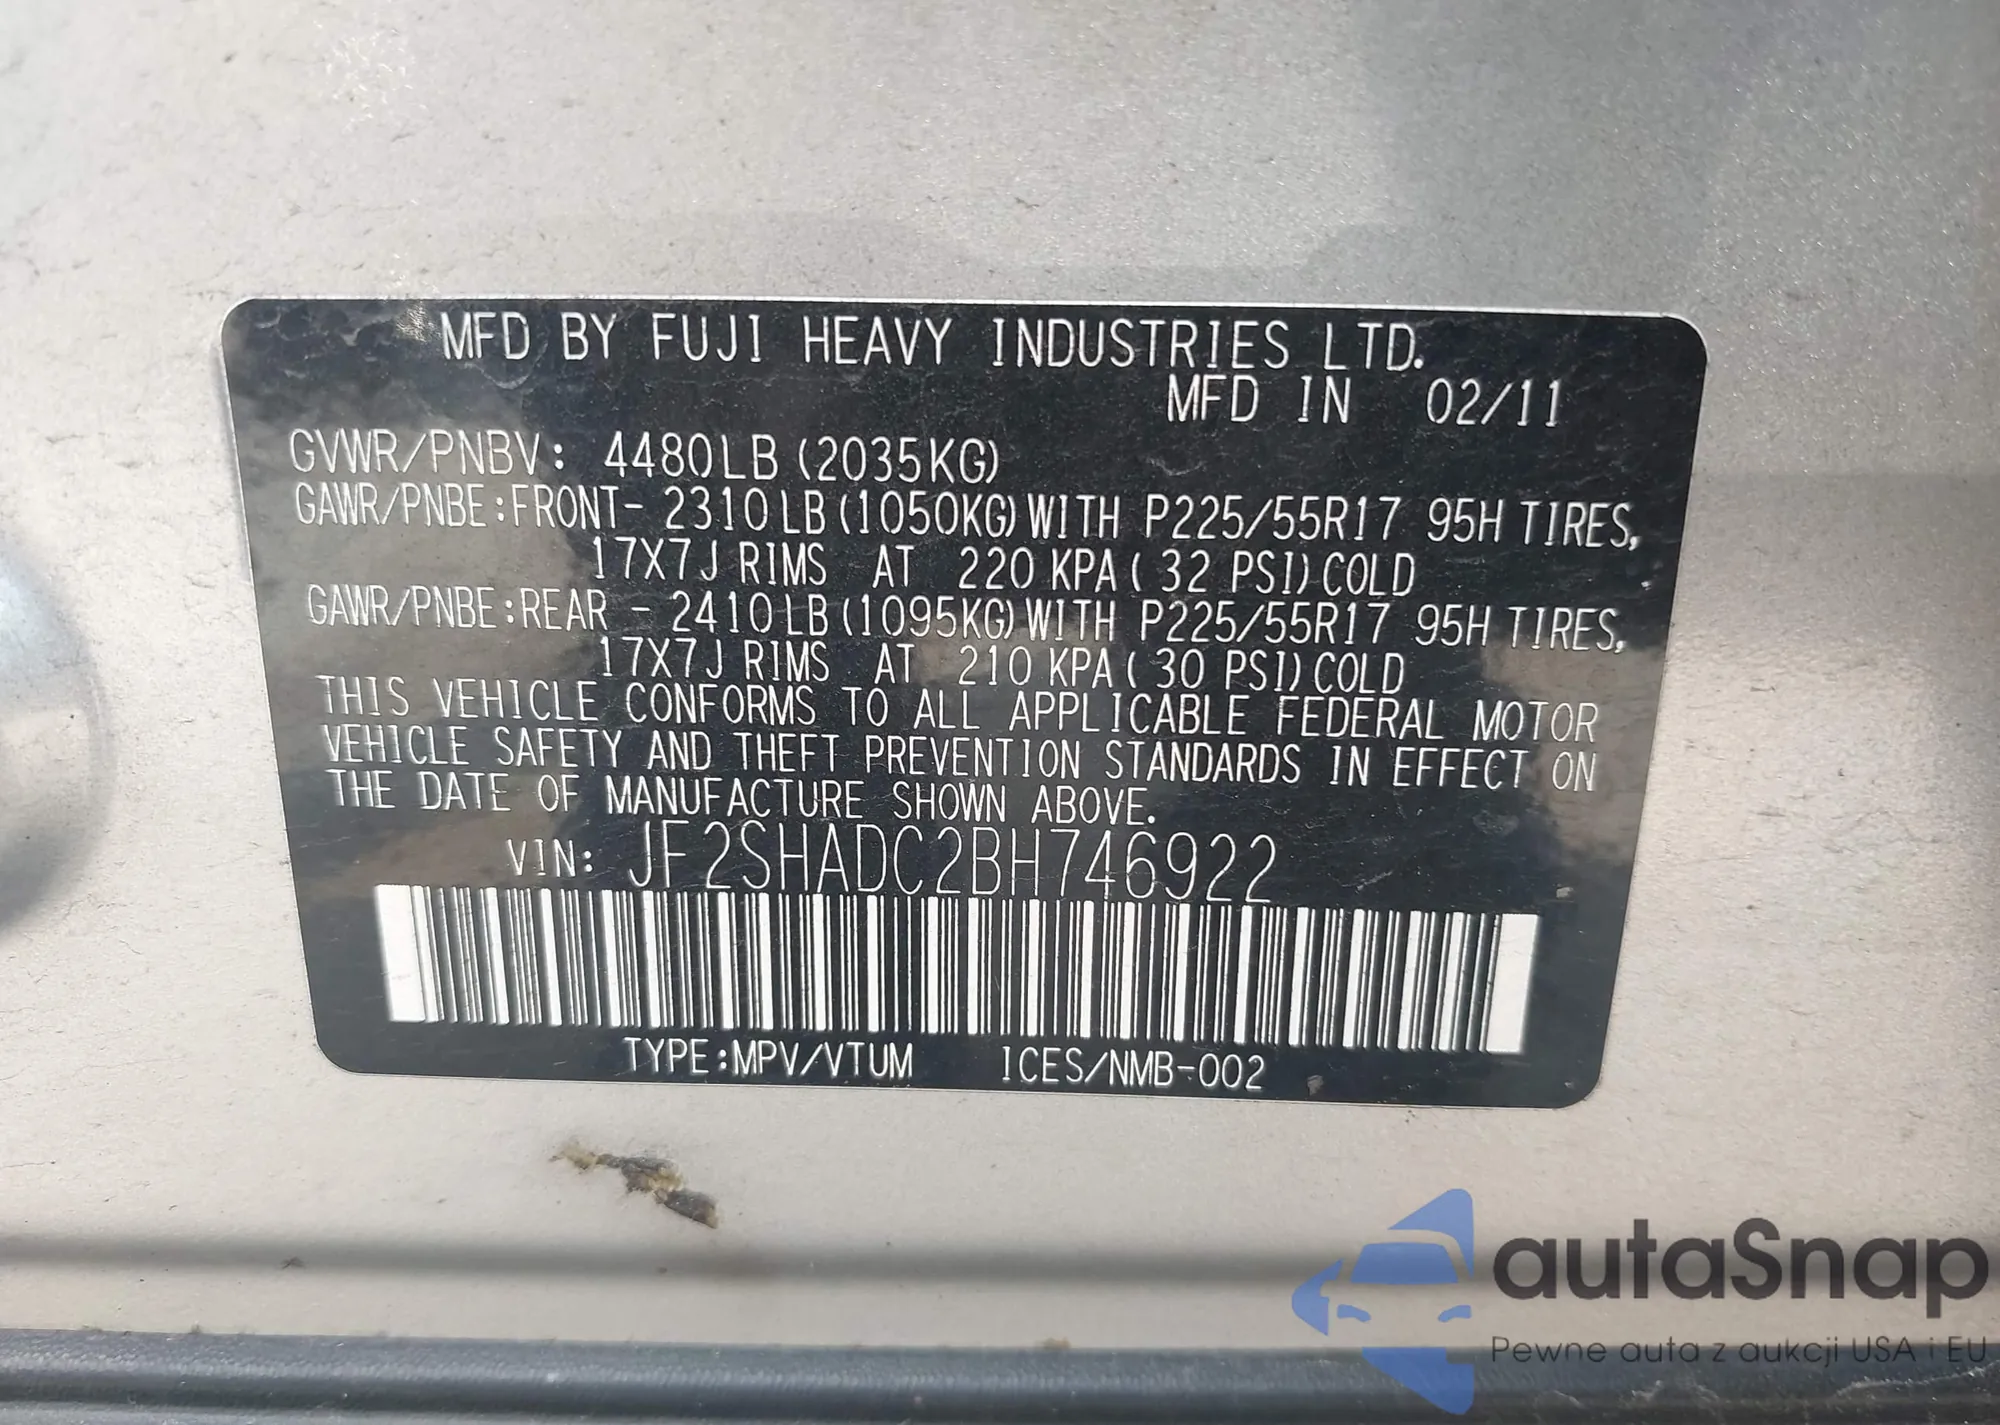 MFD BY FUJI HEAVY INDUSTRIES LTD.
MFD IN 02/11
GVWR/PNBV: 4480LB (2035KG)
GAWR/PNBE:FRONT- 2310LB(1050KG)WITH P225/55R17 95H TIRES,
17X7J RIMS AT 220 KPA( 32 PSI)COLD
GAWR/PNBE:REAR - 2410LB(1095KG)WITH P225/55R17 95H TIRES,
17X7J RIMS AT 210 KPA( 30 PSI)COLD
THIS VEHICLE CONFORMS TO ALL APPLICABLE FEDERAL MOTOR
VEHICLE SAFETY AND THEFT PREVENTION STANDARDS IN EFFECT ON
THE DATE OF MANUFACTURE SHOWN ABOVE.
VIN: JF2SHADC2BH746922
TYPE:MPV/VTUM ICES/NMB-002
autaSnap
Pewne auta z aukcji USA i EU